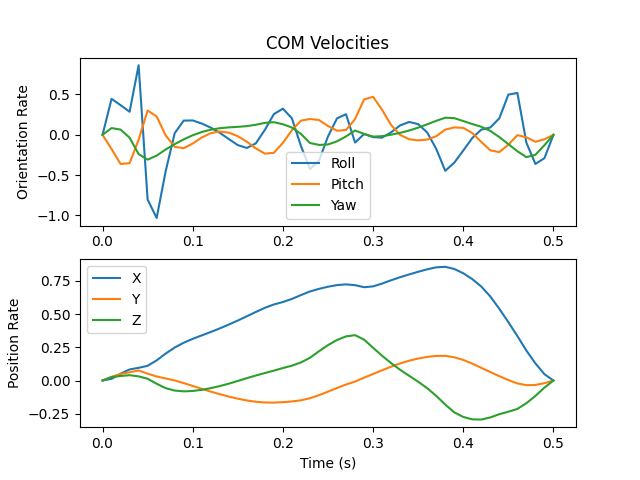 COM Velocities
Orientation Rate
0.5
0.0
−0.5
−1.0
Roll
Pitch
Yaw
0.0 0.1 0.2 0.3 0.4 0.5
Position Rate
0.75
0.50
0.25
0.00
−0.25
X
Y
Z
0.0 0.1 0.2 0.3 0.4 0.5
Time (s)